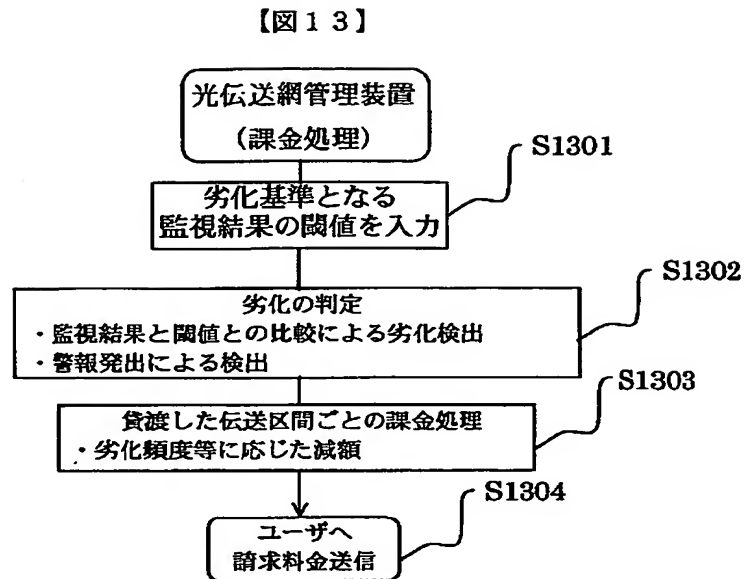 【図１３】
光伝送網管理装置
(課金処理)
S1301
劣化基準となる
監視結果の閾値を入力
S1302
劣化の判定
・監視結果と閾値との比較による劣化検出
・警報発出による検出
S1303
貸渡した伝送区間ごとの課金処理
・劣化頻度等に応じた減額
S1304
ユーザへ
請求料金送信